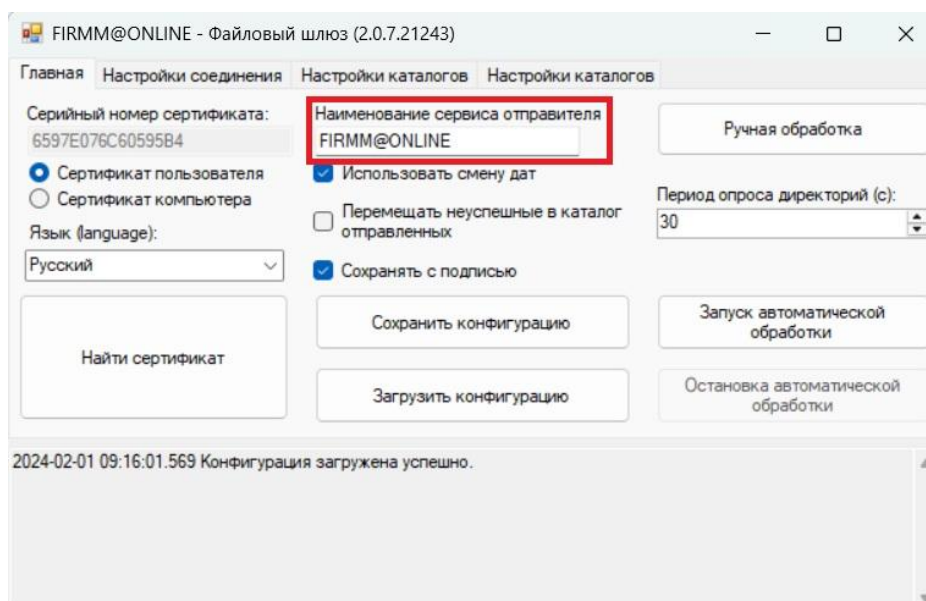 FIRMM@ONLINE - Файловый шлюз (2.0.7.21243)
Главная Настройки соединения Настройки каталогов Настройки каталогов
Серийный номер сертификата:
6597E076C60595B4
Сертификат пользователя
Сертификат компьютера
Язык (language):
Русский
Найти сертификат
Наименование сервиса отправителя
FIRMM@ONLINE
Использовать смену дат
Перемещать неуспешные в каталог
отправленных
Сохранять с подписью
Сохранить конфигурацию
Загрузить конфигурацию
Ручная обработка
Период опроса директорий (с):
30
Запуск автоматической
обработки
Остановка автоматической
обработки
2024-02-01 09:16:01.569 Конфигурация загружена успешно.